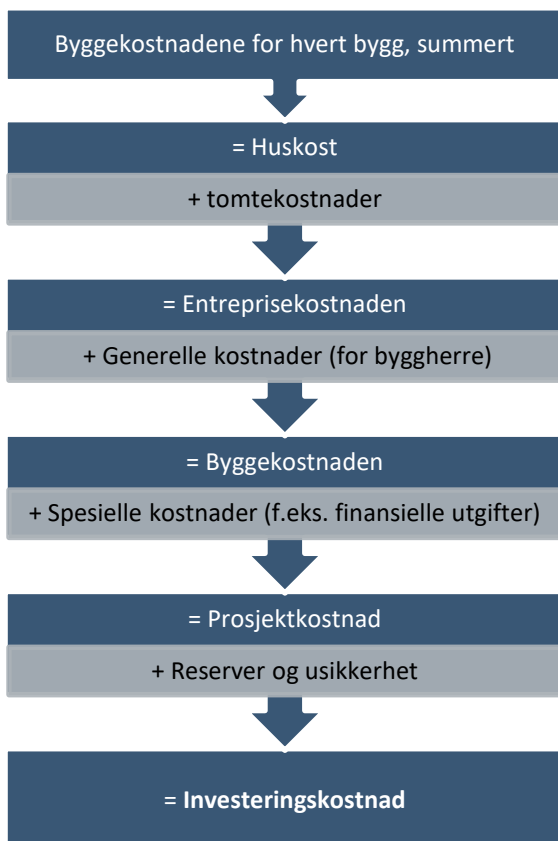 Byggekostnadene for hvert bygg, summert
= Huskost
+ tomtekostnader
= Entreprisekostnaden
+ Generelle kostnader (for byggherre)
= Byggekostnaden
+ Spesielle kostnader (f.eks. finansielle utgifter)
= Prosjektkostnad
+ Reserver og usikkerhet
= Investeringskostnad